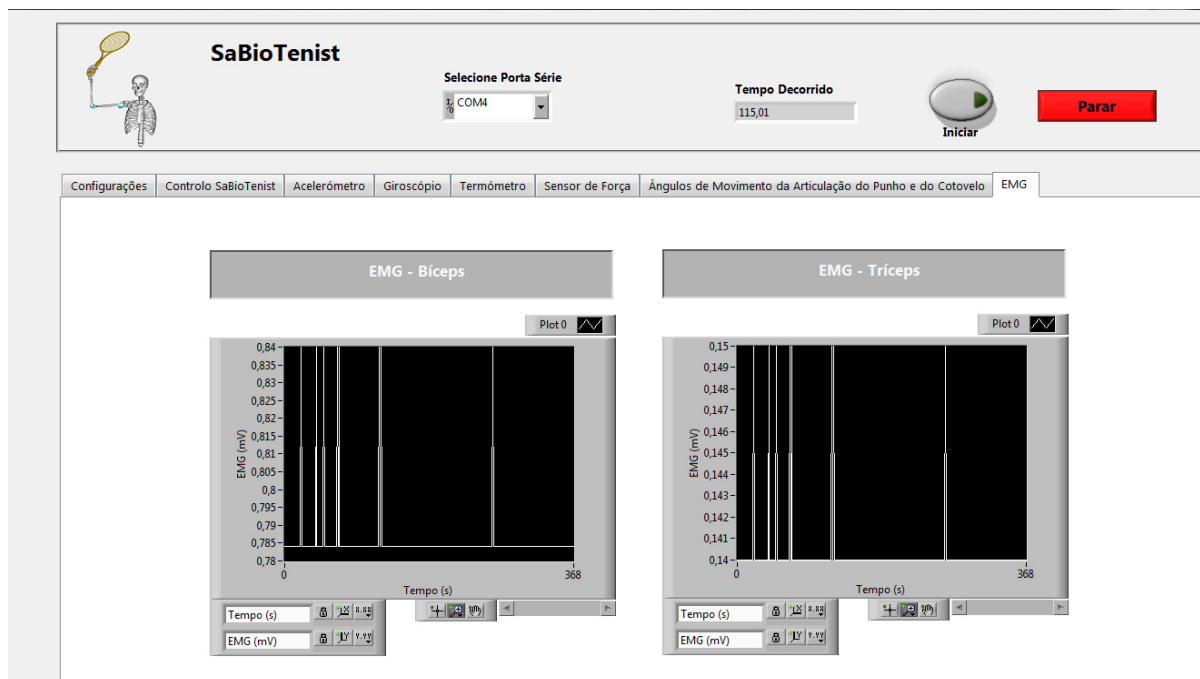 SaBioTenist
Selecione Porta Série
COM4
Tempo Decorrido
115,01
Iniciar
Parar
Configurações Controlo SaBioTenist Acelerómetro Giroscópio Termómetro Sensor de Força Ângulos de Movimento da Articulação do Punho e do Cotovelo EMG
EMG - Bíceps
Plot 0
EMG (mV)
0,84
0,835
0,83
0,825
0,82
0,815
0,81
0,805
0,8
0,795
0,79
0,785
0,78
0 368
Tempo (s)
Tempo (s)
EMG (mV)
EMG - Tríceps
Plot 0
EMG (mV)
0,15
0,149
0,148
0,147
0,146
0,145
0,144
0,143
0,142
0,141
0,14
0 368
Tempo (s)
Tempo (s)
EMG (mV)